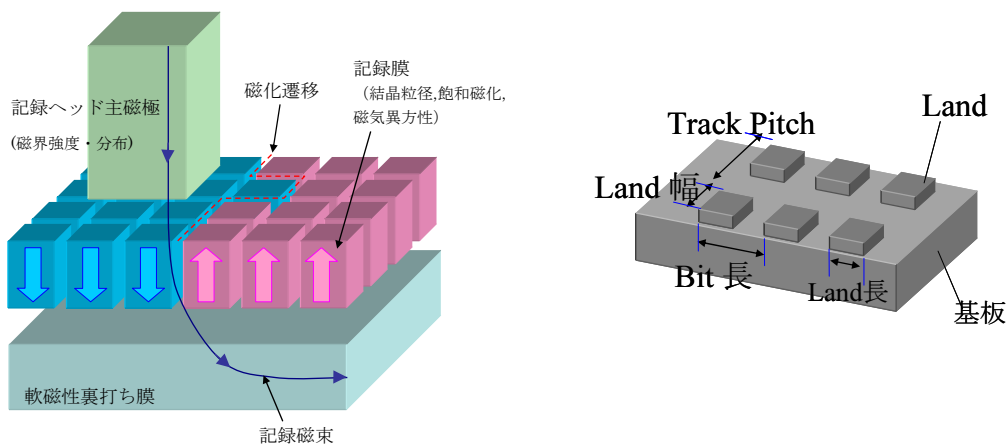 記録ヘッド主磁極
(磁界強度・分布)
磁化遷移
記録膜
（結晶粒径,飽和磁化,
磁気異方性）
軟磁性裏打ち膜
記録磁束
Track Pitch
Land
Land 幅
Bit 長
Land長
基板